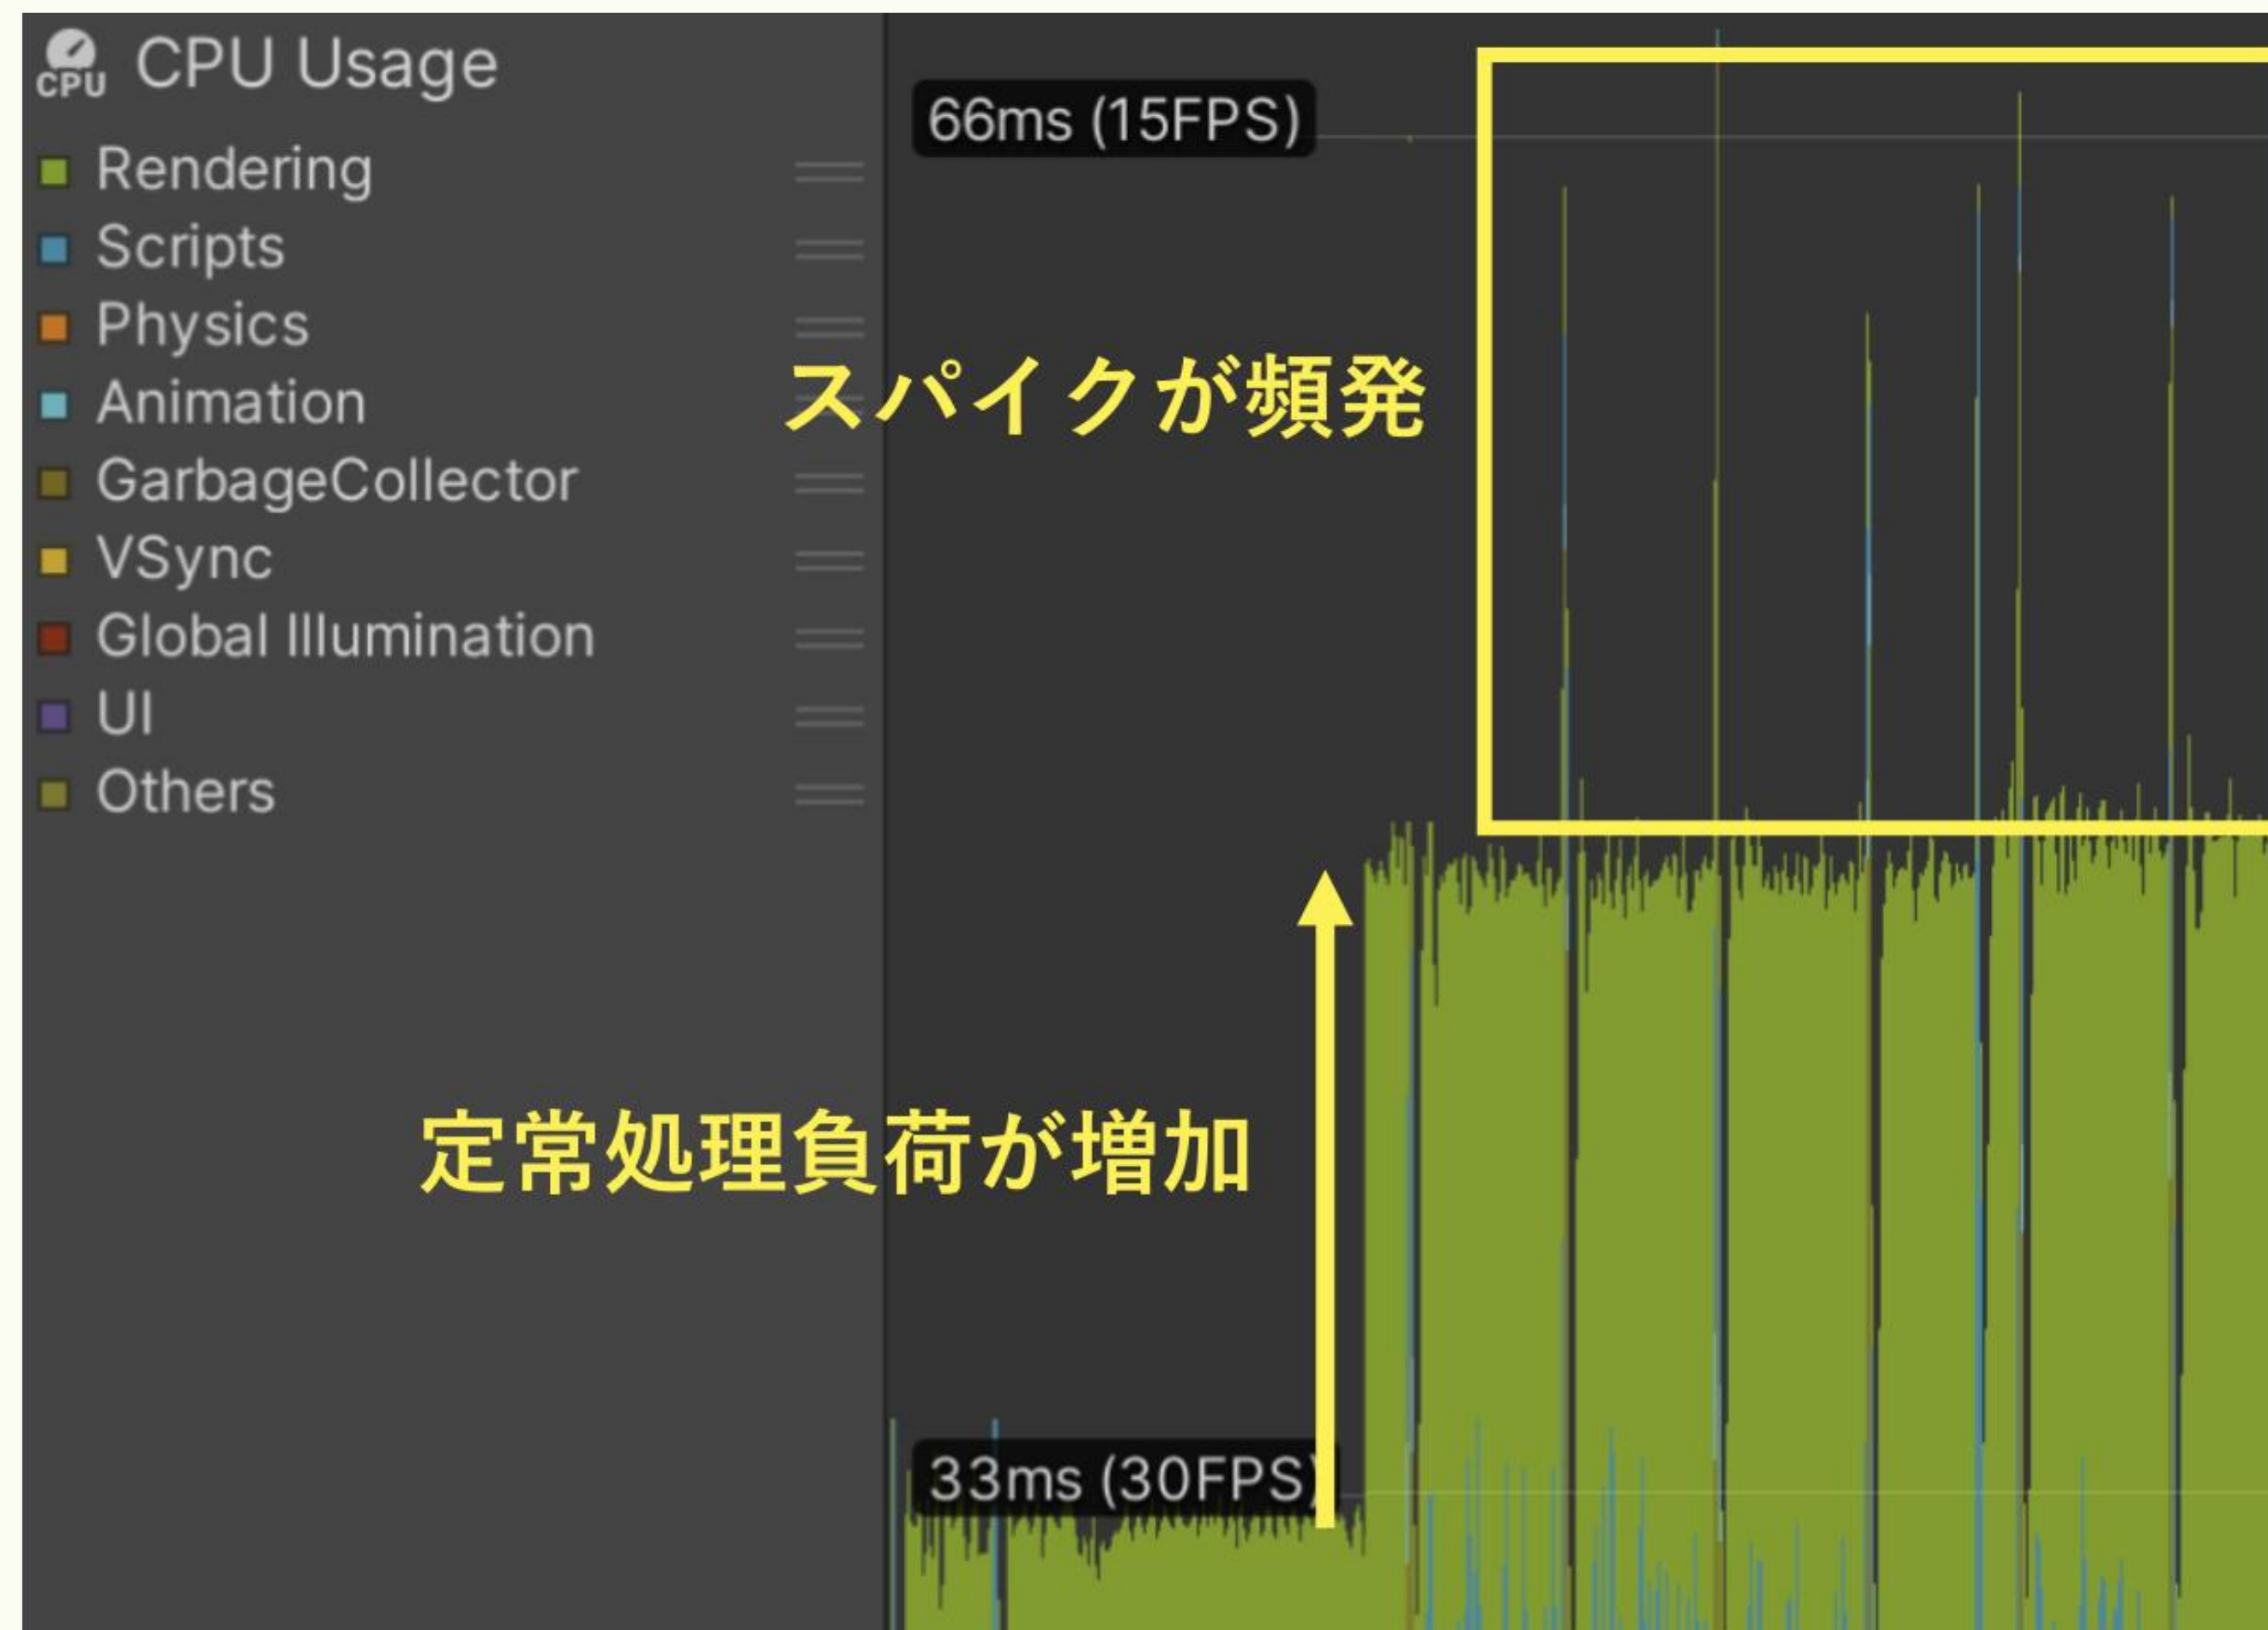 CPU CPU Usage
Rendering
Scripts
Physics
Animation
GarbageCollector
VSync
Global Illumination
UI
Others
66ms (15FPS)
スパイクが頻発
定常処理負荷が増加
33ms (30FPS)